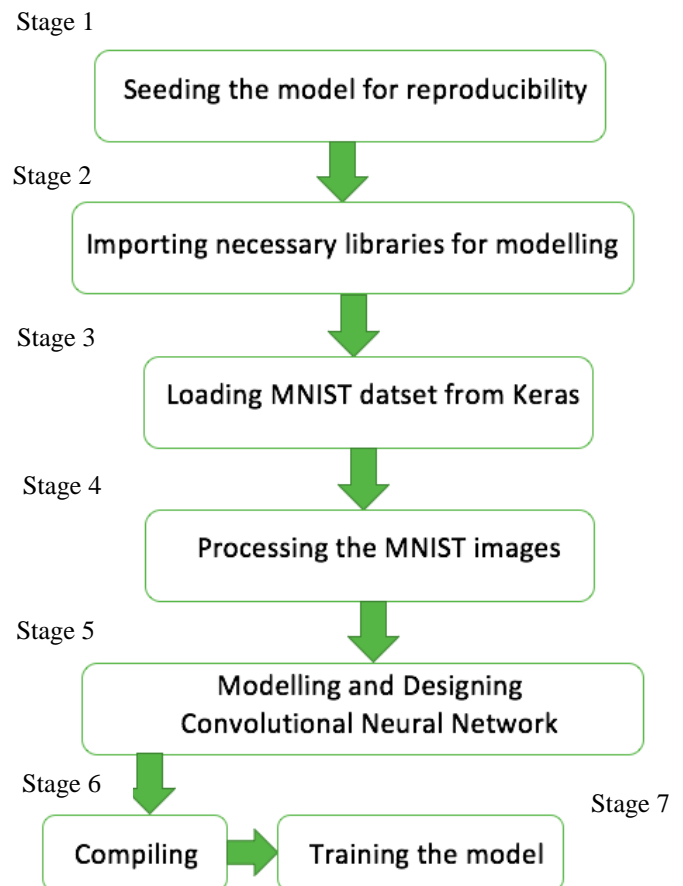 Stage 1
Seeding the model for reproducibility
Stage 2
Importing necessary libraries for modelling
Stage 3
Loading MNIST datset from Keras
Stage 4
Processing the MNIST images
Stage 5
Modelling and Designing
Convolutional Neural Network
Stage 6
Stage 7
Compiling
Training the model